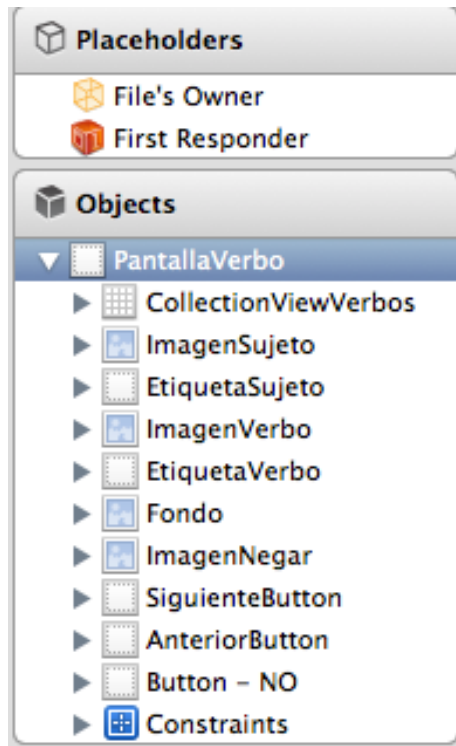 Placeholders
File's Owner
First Responder
Objects
PantallaVerbo
CollectionViewVerbos
ImagenSujeto
EtiquetaSujeto
ImagenVerbo
EtiquetaVerbo
Fondo
ImagenNegar
SiguienteButton
AnteriorButton
Button – NO
Constraints